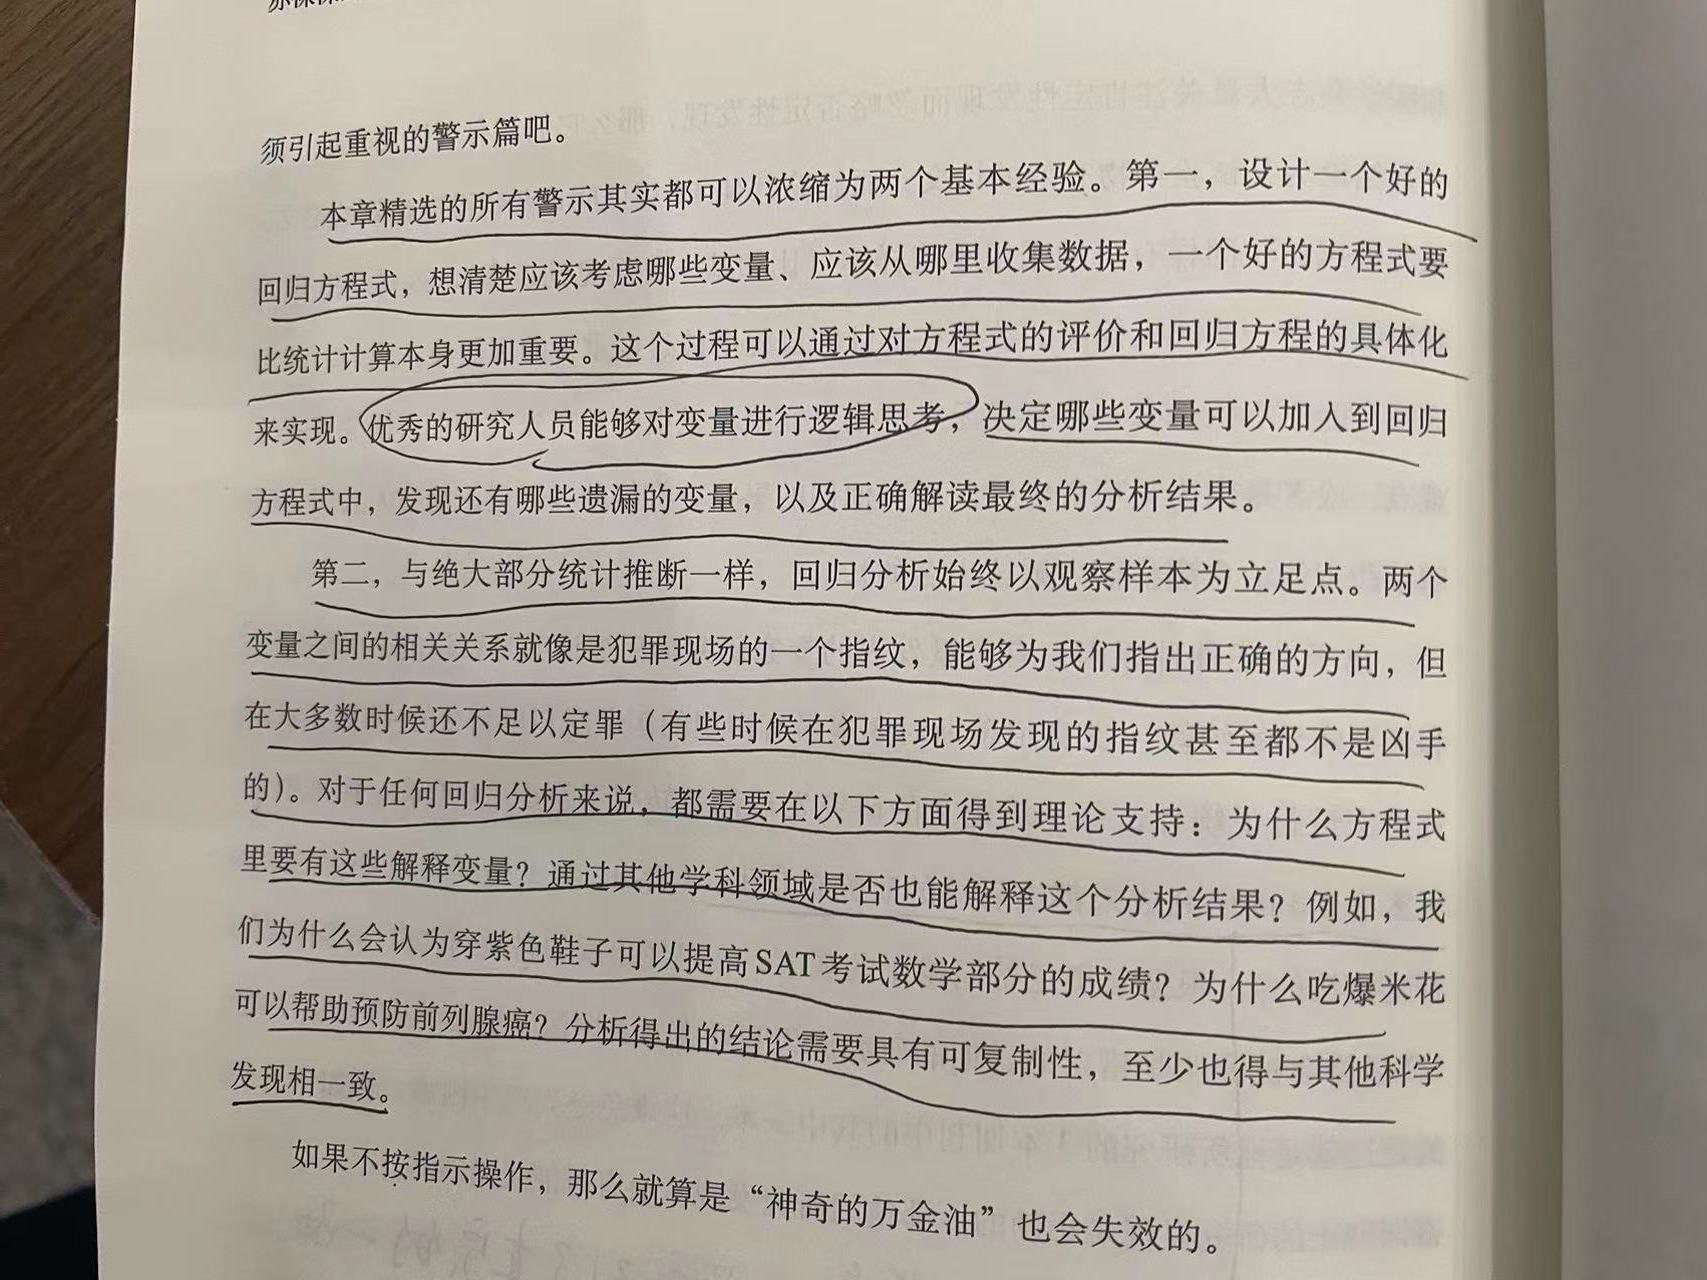 须引起重视的警示篇吧。
本章精选的所有警示其实都可以浓缩为两个基本经验。第一，设计一个好的
回归方程式，想清楚应该考虑哪些变量、应该从哪里收集数据，一个好的方程式要
比统计计算本身更加重要。这个过程可以通过对方程式的评价和回归方程的具体化
来实现。优秀的研究人员能够对变量进行逻辑思考，决定哪些变量可以加入到回归
方程式中，发现还有哪些遗漏的变量，以及正确解读最终的分析结果。
第二，与绝大部分统计推断一样，回归分析始终以观察样本为立足点。两个
变量之间的相关关系就像是犯罪现场的一个指纹，能够为我们指出正确的方向，但
在大多数时候还不足以定罪（有些时候在犯罪现场发现的指纹甚至都不是凶手
的）。对于任何回归分析来说，都需要在以下方面得到理论支持：为什么方程式
里要有这些解释变量？通过其他学科领域是否也能解释这个分析结果？例如，我
们为什么会认为穿紫色鞋子可以提高SAT考试数学部分的成绩？为什么吃爆米花
可以帮助预防前列腺癌？分析得出的结论需要具有可复制性，至少也得与其他科学
发现相一致。
如果不按指示操作，那么就算是“神奇的万金油”也会失效的。